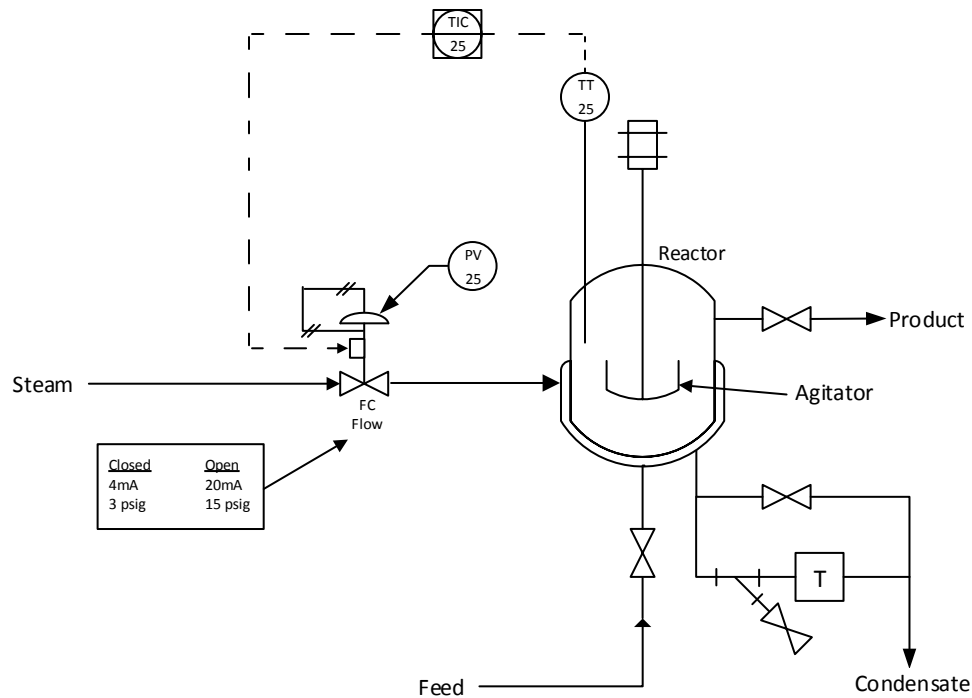 TIC
25
TT
25
Reactor
PV
25
Product
Steam
Agitator
FC
Flow
Closed Open
4mA 20mA
3 psig 15 psig
T
Feed
Condensate